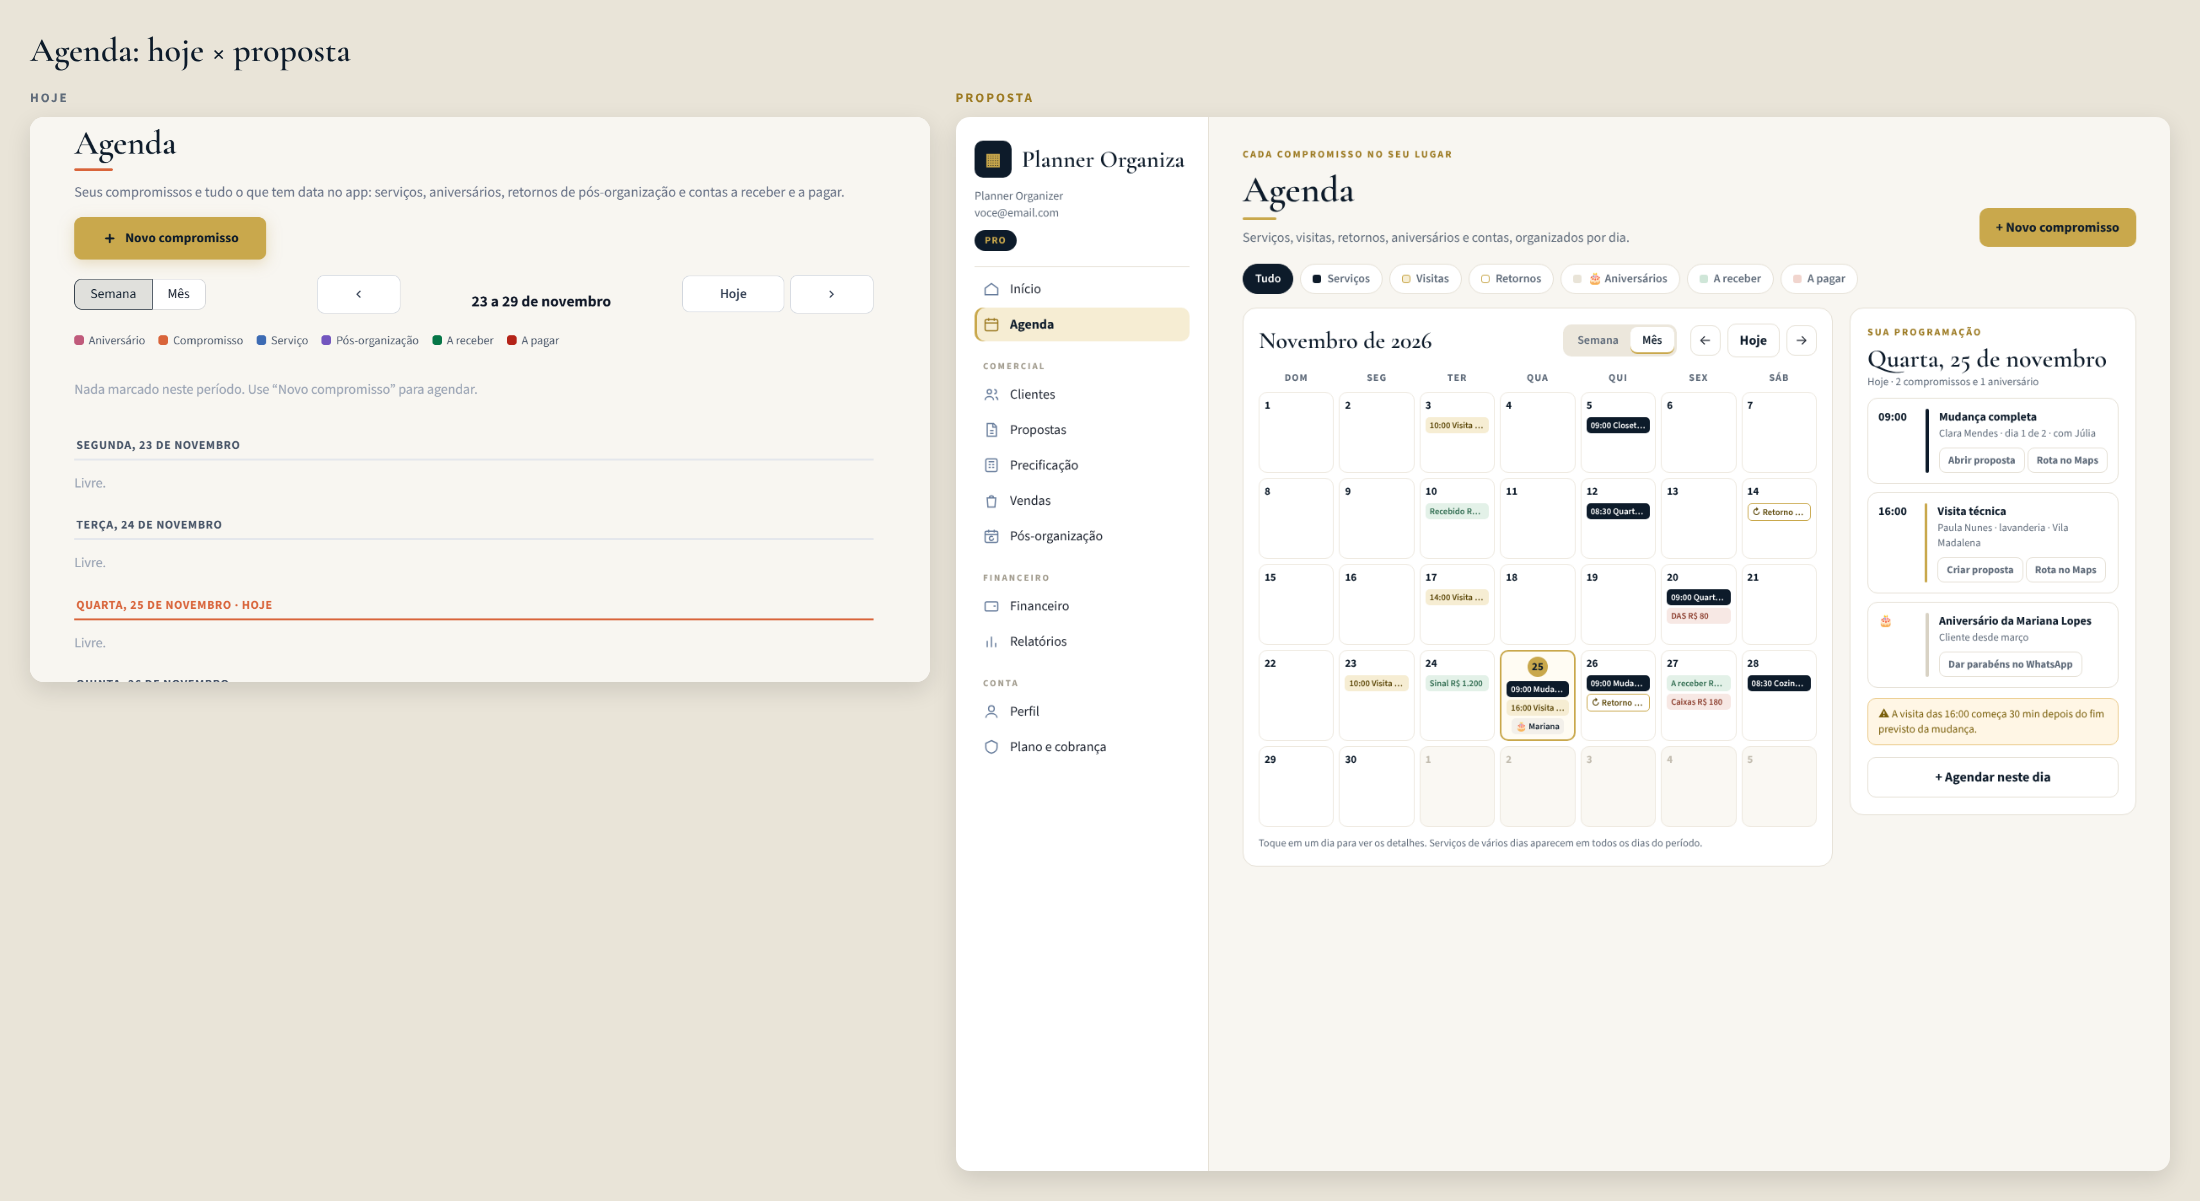 Agenda: hoje × proposta
HOJE
Agenda
Seus compromissos e tudo o que tem data no app: serviços, aniversários, retornos de pós-organização e contas a receber e a pagar.
+ Novo compromisso
Semana
Mês
‹
23 a 29 de novembro
Hoje
›
Aniversário
Compromisso
Serviço
Pós-organização
A receber
A pagar
Nada marcado neste período. Use “Novo compromisso” para agendar.
SEGUNDA, 23 DE NOVEMBRO
Livre.
TERÇA, 24 DE NOVEMBRO
Livre.
QUARTA, 25 DE NOVEMBRO · HOJE
Livre.
PROPOSTA
Planner Organiza
Planner Organizer
voce@email.com
PRO
Início
Agenda
COMERCIAL
Clientes
Propostas
Precificação
Vendas
Pós-organização
FINANCEIRO
Financeiro
Relatórios
CONTA
Perfil
Plano e cobrança
CADA COMPROMISSO NO SEU LUGAR
Agenda
Serviços, visitas, retornos, aniversários e contas, organizados por dia.
+ Novo compromisso
Tudo
Serviços
Visitas
Retornos
🎂 Aniversários
A receber
A pagar
Novembro de 2026
Semana
Mês
←
Hoje
→
DOM SEG TER QUA QUI SEX SÁB
1 2 3 4 5 6 7
10:00 Visita …
09:00 Closet…
8 9 10 11 12 13 14
Recebido R…
08:30 Quart…
↻ Retorno …
15 16 17 18 19 20 21
14:00 Visita …
09:00 Quart…
DAS R$ 80
22 23 24 25 26 27 28
10:00 Visita …
Sinal R$ 1.200
09:00 Muda…
16:00 Visita …
🎂 Mariana
09:00 Muda…
↻ Retorno …
A receber R…
Caixas R$ 180
08:30 Cozin…
29 30 1 2 3 4 5
Toque em um dia para ver os detalhes. Serviços de vários dias aparecem em todos os dias do período.
SUA PROGRAMAÇÃO
Quarta, 25 de novembro
Hoje · 2 compromissos e 1 aniversário
09:00
Mudança completa
Clara Mendes · dia 1 de 2 · com Júlia
Abrir proposta
Rota no Maps
16:00
Visita técnica
Paula Nunes · lavanderia · Vila
Madalena
Criar proposta
Rota no Maps
🎂
Aniversário da Mariana Lopes
Cliente desde março
Dar parabéns no WhatsApp
⚠ A visita das 16:00 começa 30 min depois do fim
previsto da mudança.
+ Agendar neste dia